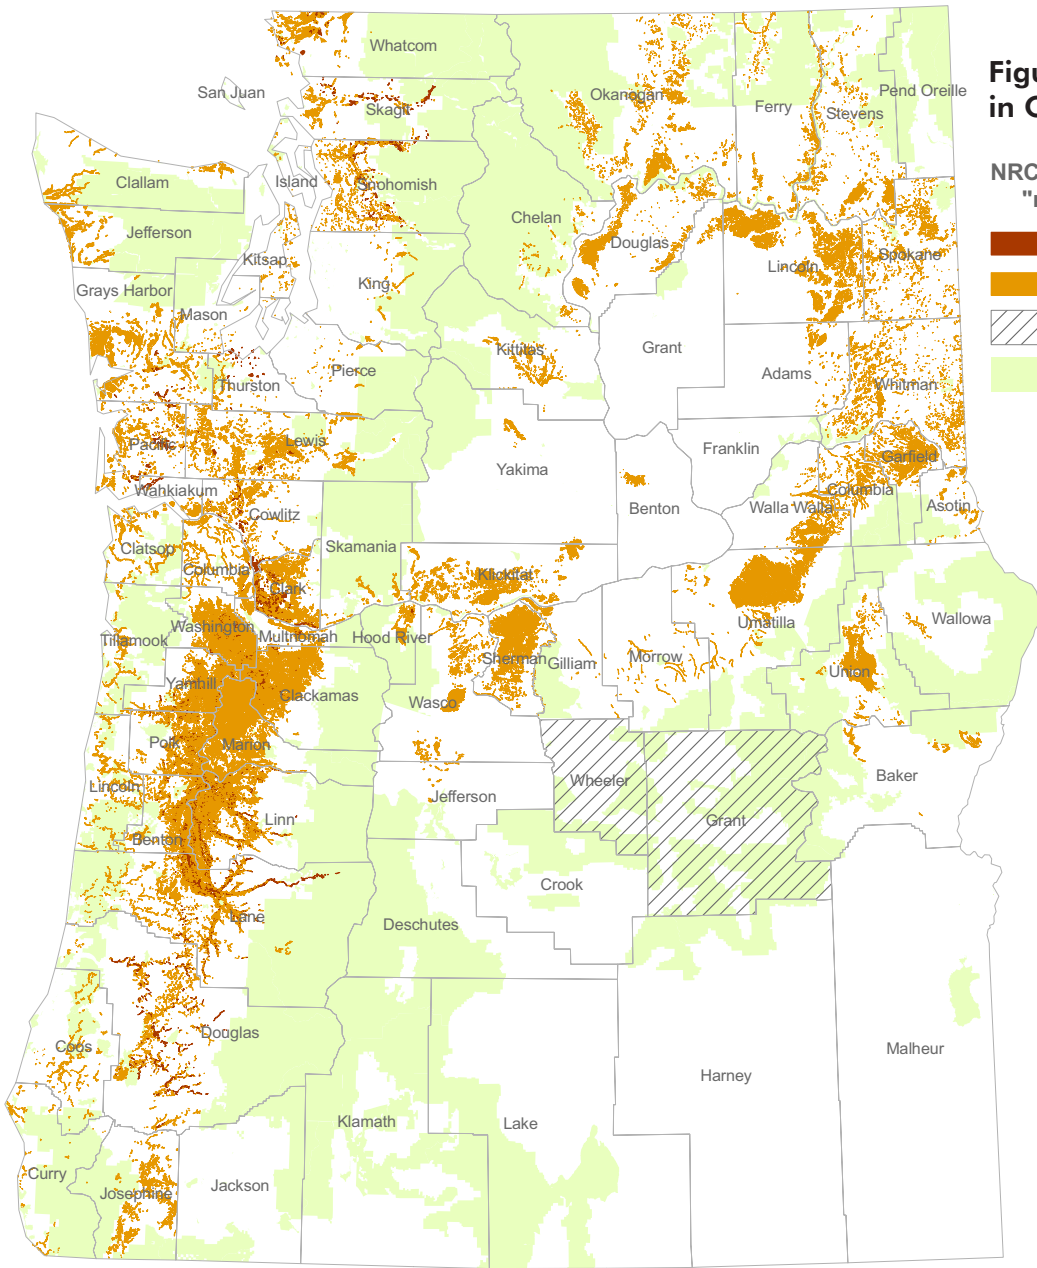 Figu
in O
NRC
"n
Whatcom
San Juan
Skagit
Okanogan
Ferry
Stevens
Pend Oreille
Clallam
Island
Snohomish
Jefferson
Chelan
Douglas
Lincoln
Spokane
Kitsap
King
Grays Harbor
Mason
Grant
Kittitas
Thurston
Pierce
Adams
Whitman
Pacific
Lewis
Yakima
Franklin
Garfield
Wahkiakum
Cowlitz
Benton
Walla Walla
Columbia
Asotin
Clatsop
Skamania
Columbia
Clark
Klickitat
Washington
Multnomah
Hood River
Tillamook
Umatilla
Wallowa
Yamhill
Clackamas
Sherman
Gilliam
Morrow
Union
Wasco
Polk
Marion
Wheeler
Baker
Lincoln
Jefferson
Linn
Grant
Benton
Crook
Lane
Deschutes
Douglas
Coos
Malheur
Harney
Klamath
Lake
Curry
Josephine
Jackson